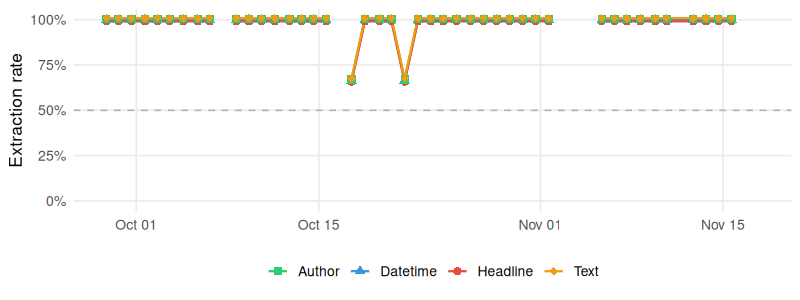 100%
75%
50%
25%
0%
Extraction rate
Oct 01 Oct 15 Nov 01 Nov 15
Author Datetime Headline Text